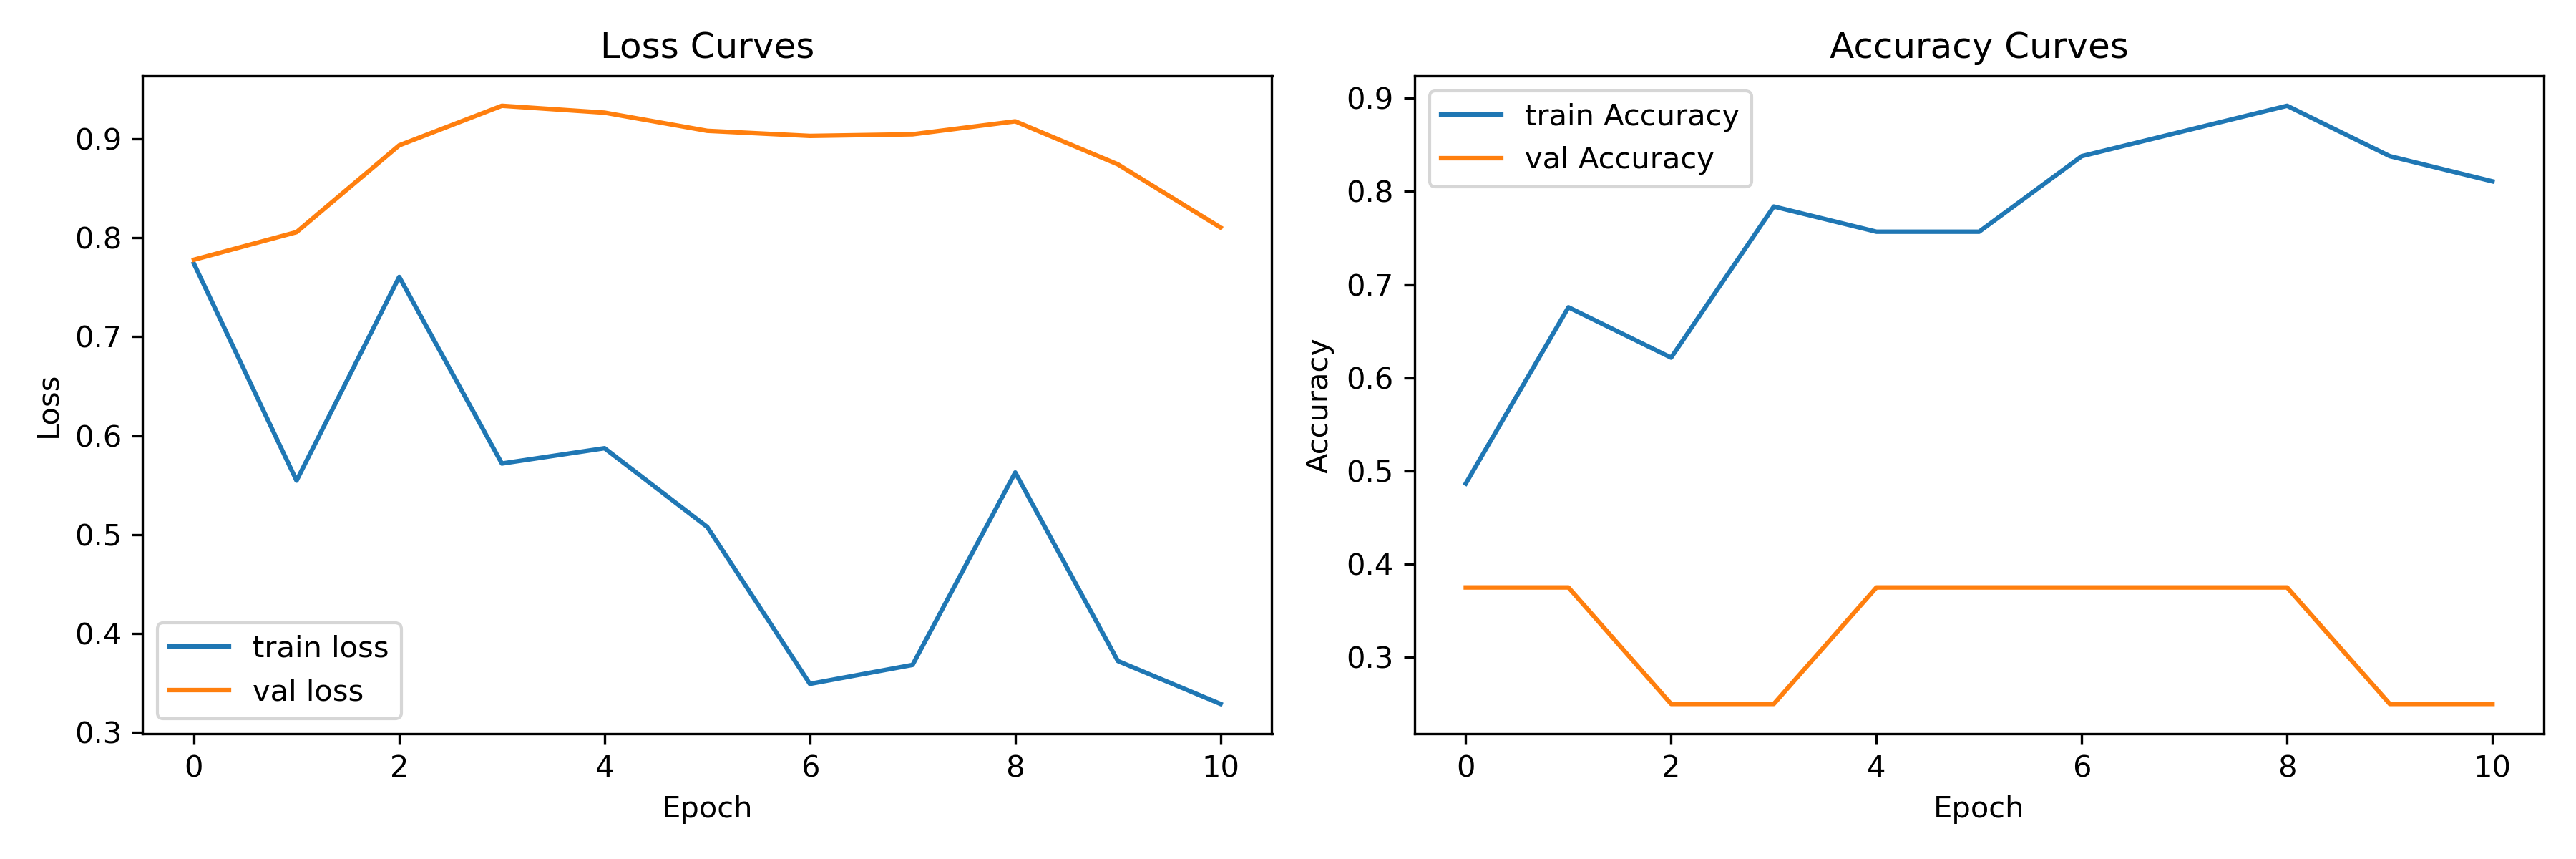 Loss Curves
0.9
0.8
0.7
0.6
0.5
0.4
0.3
Loss
train loss
val loss
0 2 4 6 8 10
Epoch
Accuracy Curves
0.9
0.8
0.7
0.6
0.5
0.4
0.3
Accuracy
train Accuracy
val Accuracy
0 2 4 6 8 10
Epoch